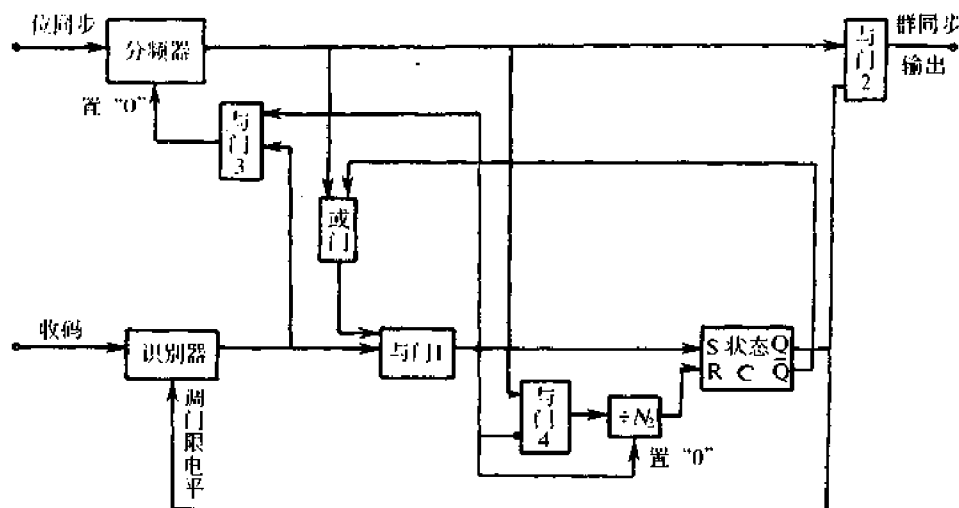 位同步
分频器
与门2
群同步
输出
置“0”
与门3
或门
收码
识别器
与门1
S 状态 Q
R C Q̅
与门4
÷N₂
置“0”
调门限电平